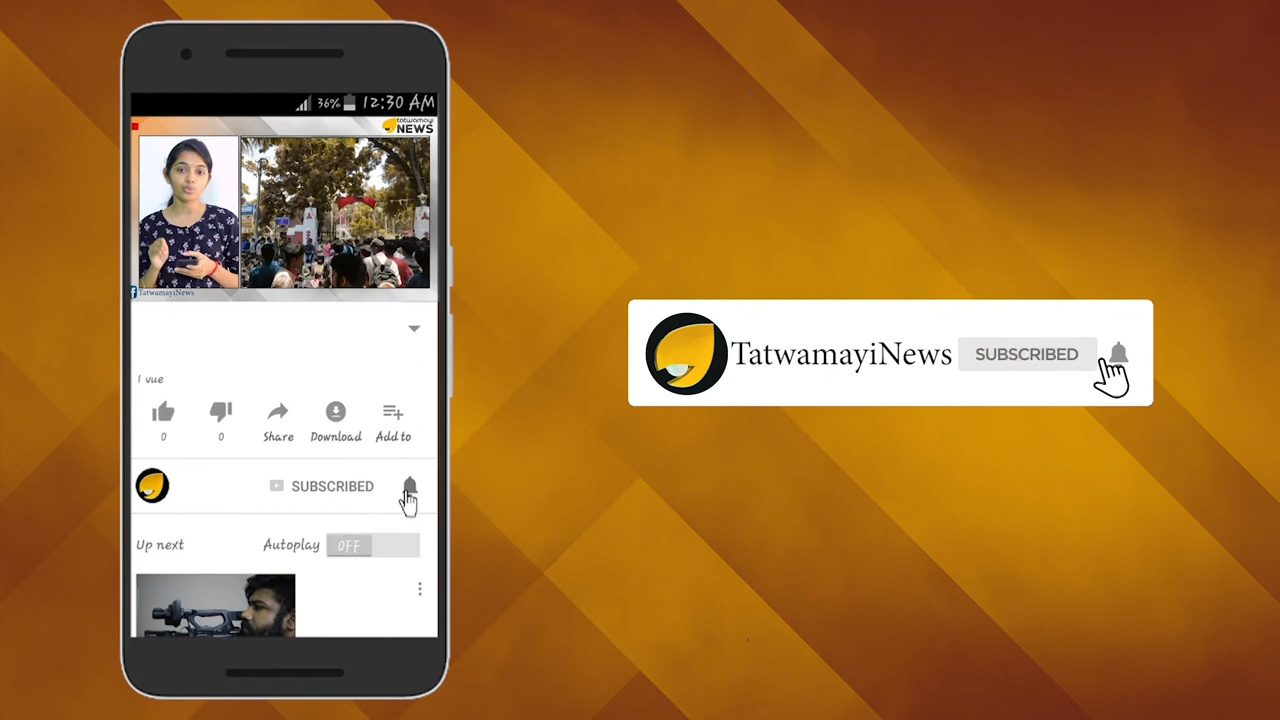 36% 12:30 AM
tatwamayi
NEWS
TatwamayiNews
1 vue
0 0 Share Download Add to
SUBSCRIBED
Up next Autoplay OFF
TatwamayiNews SUBSCRIBED